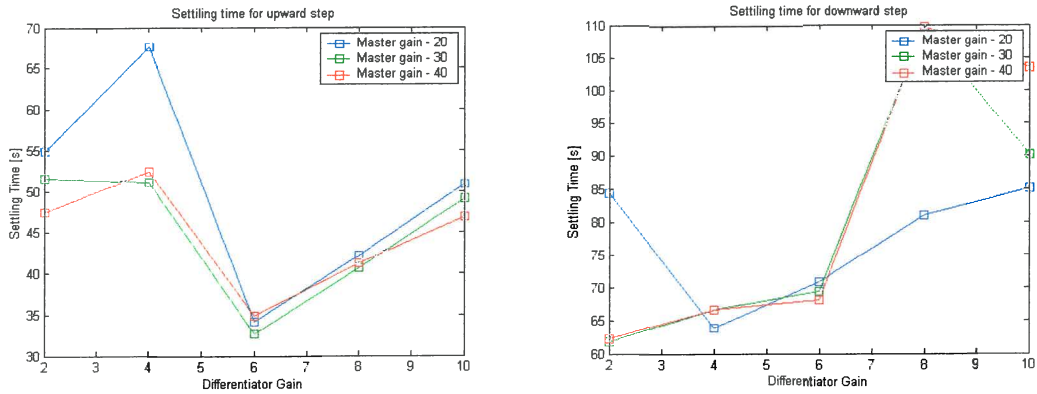 Settiling time for upward step
70
65
60
55
50
45
40
35
30
Settling Time [s]
Master gain - 20
Master gain - 30
Master gain - 40
2 3 4 5 6 7 8 9 10
Differentiator Gain
Settiling time for downward step
110
105
100
95
90
85
80
75
70
65
60
Settling Time [s]
Master gain - 20
Master gain - 30
Master gain - 40
2 3 4 5 6 7 8 9 10
Differentiator Gain